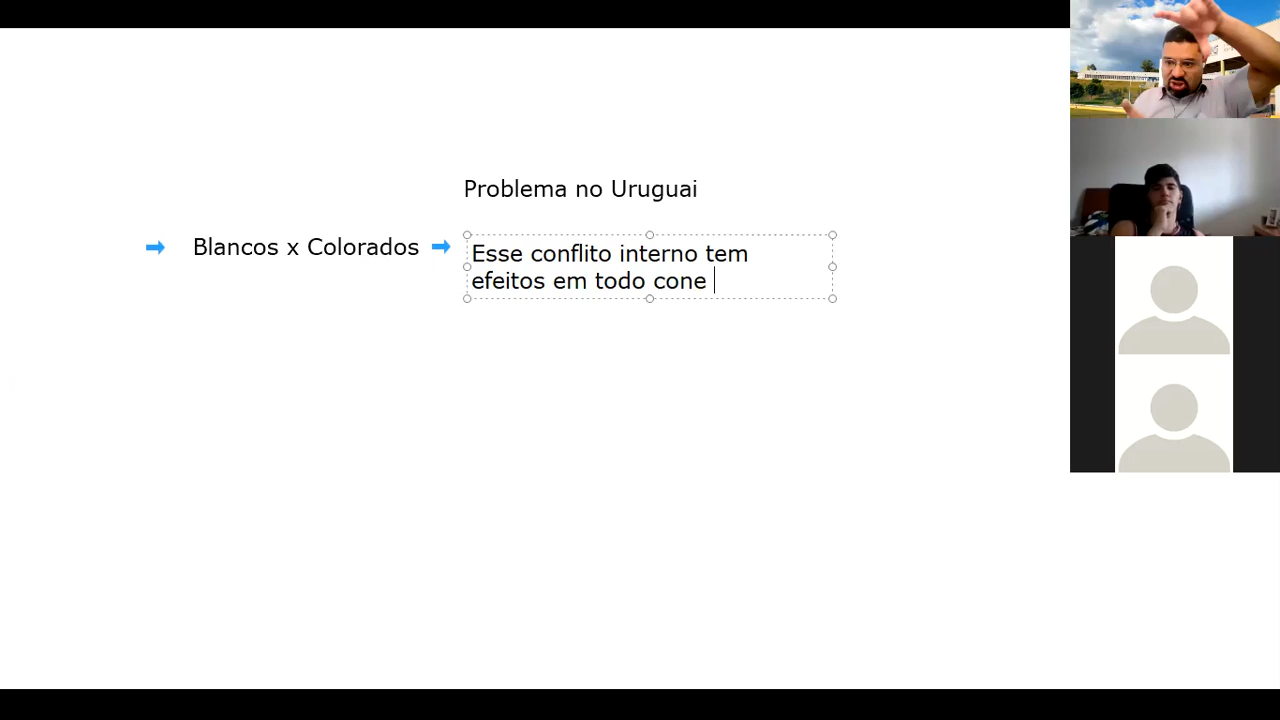 Problema no Uruguai
Blancos x Colorados
Esse conflito interno tem
efeitos em todo cone